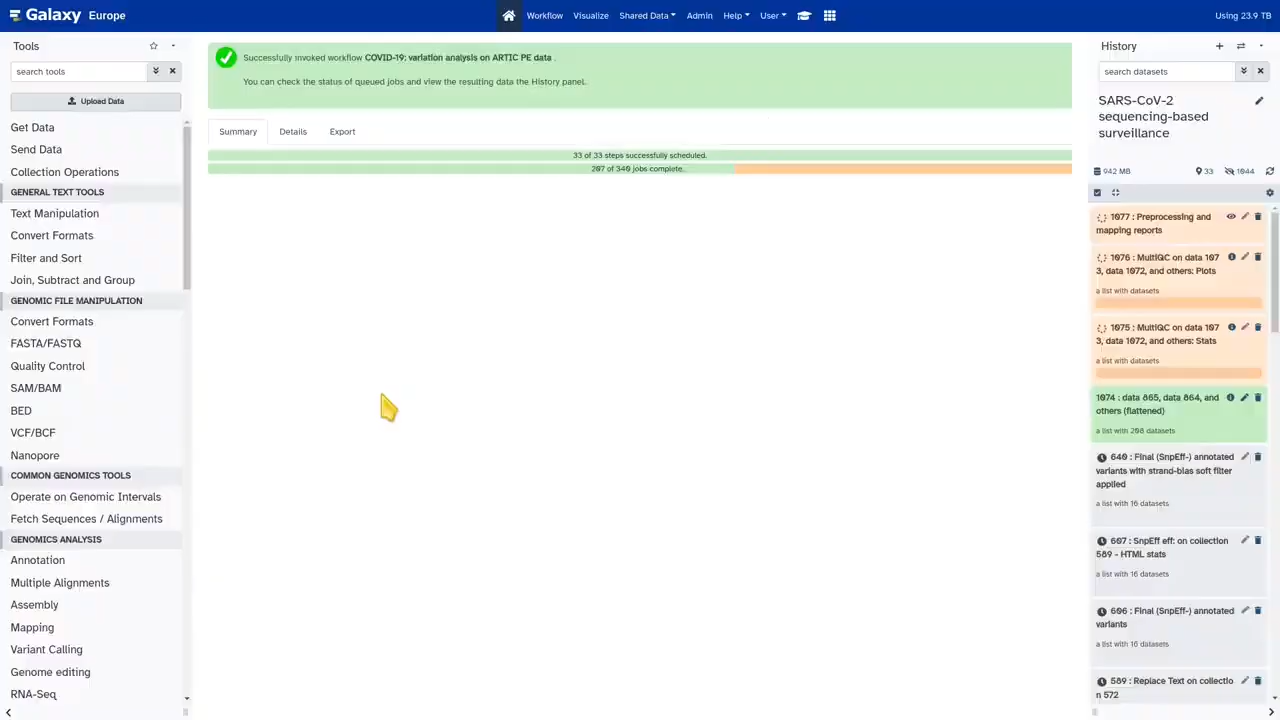 Galaxy Europe
Workflow
Visualize
Shared Data
Admin
Help
User
Using 23.9 TB
Tools
search tools
Upload Data
Get Data
Send Data
Collection Operations
GENERAL TEXT TOOLS
Text Manipulation
Convert Formats
Filter and Sort
Join, Subtract and Group
GENOMIC FILE MANIPULATION
Convert Formats
FASTA/FASTQ
Quality Control
SAM/BAM
BED
VCF/BCF
Nanopore
COMMON GENOMICS TOOLS
Operate on Genomic Intervals
Fetch Sequences / Alignments
GENOMICS ANALYSIS
Annotation
Multiple Alignments
Assembly
Mapping
Variant Calling
Genome editing
RNA-Seq
Successfully invoked workflow COVID-19: variation analysis on ARTIC PE data .
You can check the status of queued jobs and view the resulting data the History panel.
Summary
Details
Export
33 of 33 steps successfully scheduled.
207 of 340 jobs complete.
History
search datasets
SARS-CoV-2
sequencing-based
surveillance
942 MB
33
1044
1077 : Preprocessing and
mapping reports
1076 : MultiQC on data 107
3, data 1072, and others: Plots
a list with datasets
1075 : MultiQC on data 107
3, data 1072, and others: Stats
a list with datasets
1074 : data 865, data 864, and
others (flattened)
a list with 208 datasets
640 : Final (SnpEff-) annotated
variants with strand-bias soft filter
applied
a list with 16 datasets
607 : SnpEff eff: on collection
589 - HTML stats
a list with 16 datasets
606 : Final (SnpEff-) annotated
variants
a list with 16 datasets
589 : Replace Text on collectio
n 572